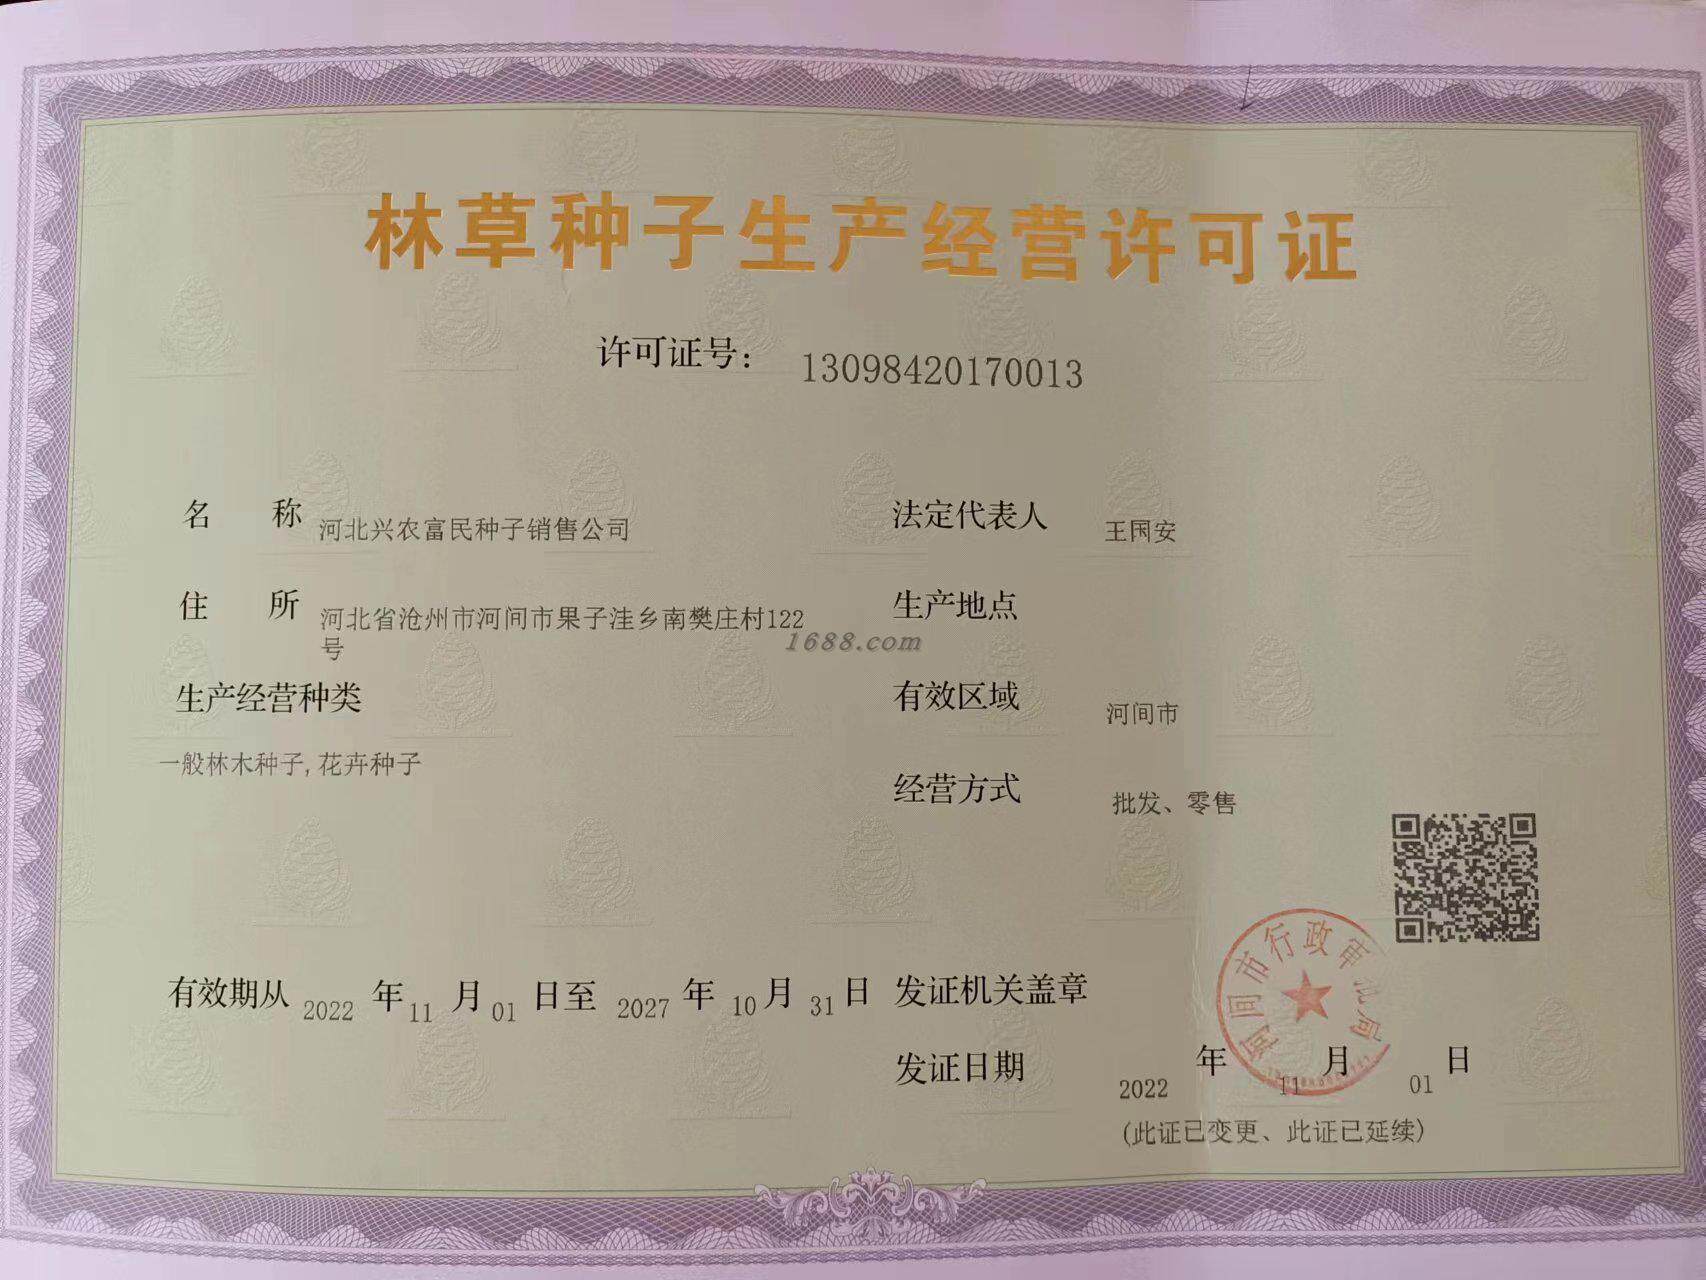 林草种子生产经营许可证
许可证号： 13098420170013
名 称 河北兴农富民种子销售公司
法定代表人 王国安
住 所 河北省沧州市河间市果子洼乡南樊庄村122
号
生产地点
1688.com
生产经营种类
有效区域 河间市
一般林木种子,花卉种子
经营方式 批发、零售
有效期从 2022 年 11 月 01 日至 2027 年 10 月 31 日
发证机关盖章
河间市行政审批局
发证日期 2022 年 11 月 01 日
(此证已变更、此证已延续)